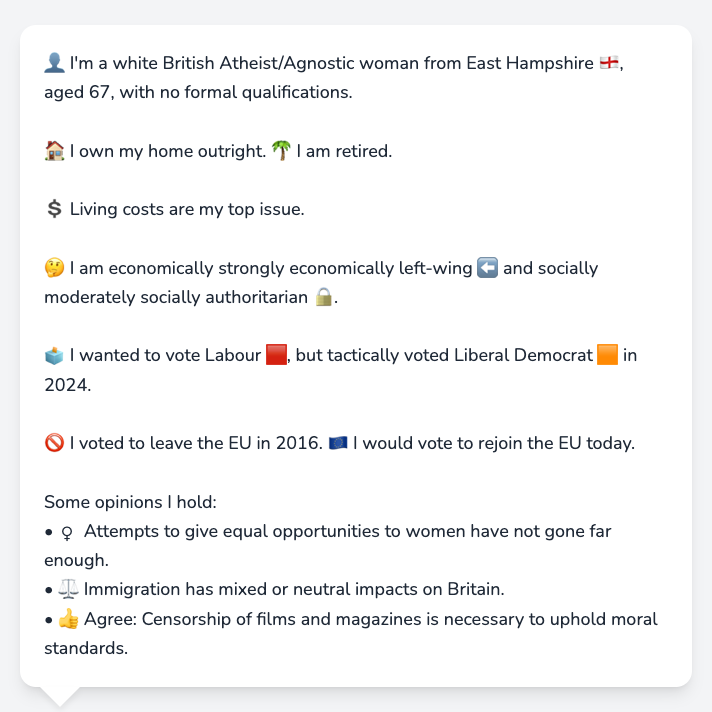 👤 I'm a white British Atheist/Agnostic woman from East Hampshire 🏴󠁧󠁢󠁥󠁮󠁧󠁿,
aged 67, with no formal qualifications.
🏠 I own my home outright. 🌴 I am retired.
💲 Living costs are my top issue.
🤔 I am economically strongly economically left-wing ⬅️ and socially
moderately socially authoritarian 🔒.
🗳️ I wanted to vote Labour 🟥, but tactically voted Liberal Democrat 🟧 in
2024.
🚫 I voted to leave the EU in 2016. 🇪🇺 I would vote to rejoin the EU today.
Some opinions I hold:
• ♀ Attempts to give equal opportunities to women have not gone far
enough.
• ⚖️ Immigration has mixed or neutral impacts on Britain.
• 👍 Agree: Censorship of films and magazines is necessary to uphold moral
standards.